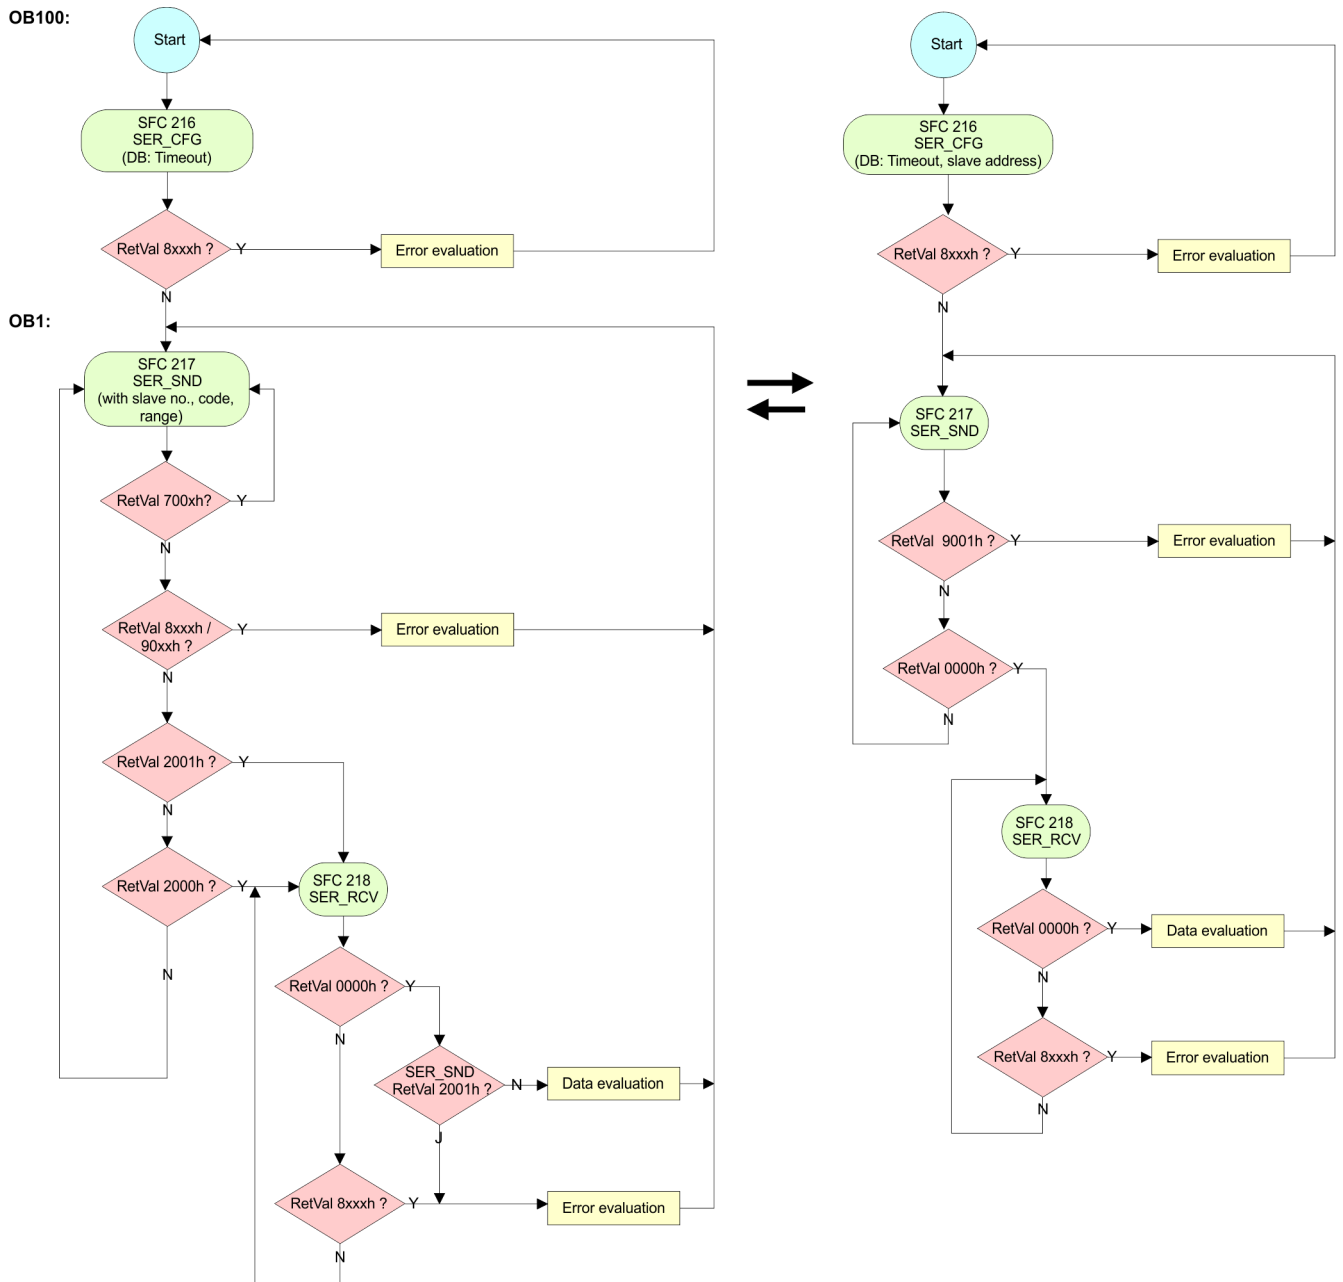 OB100:
Start
SFC 216
SER_CFG
(DB: Timeout)
RetVal 8xxxh ?
Y
Error evaluation
N
OB1:
SFC 217
SER_SND
(with slave no., code,
range)
RetVal 700xh?
Y
N
RetVal 8xxxh /
90xxh ?
Y
Error evaluation
N
RetVal 2001h ?
Y
N
RetVal 2000h ?
Y
N
SFC 218
SER_RCV
RetVal 0000h ?
Y
N
SER_SND
RetVal 2001h ?
N
Data evaluation
J
RetVal 8xxxh ?
Y
Error evaluation
N
Start
SFC 216
SER_CFG
(DB: Timeout, slave address)
RetVal 8xxxh ?
Y
Error evaluation
N
SFC 217
SER_SND
RetVal  9001h ?
Y
Error evaluation
N
RetVal 0000h ?
Y
N
SFC 218
SER_RCV
RetVal 0000h ?
Y
Data evaluation
N
RetVal 8xxxh ?
Y
Error evaluation
N